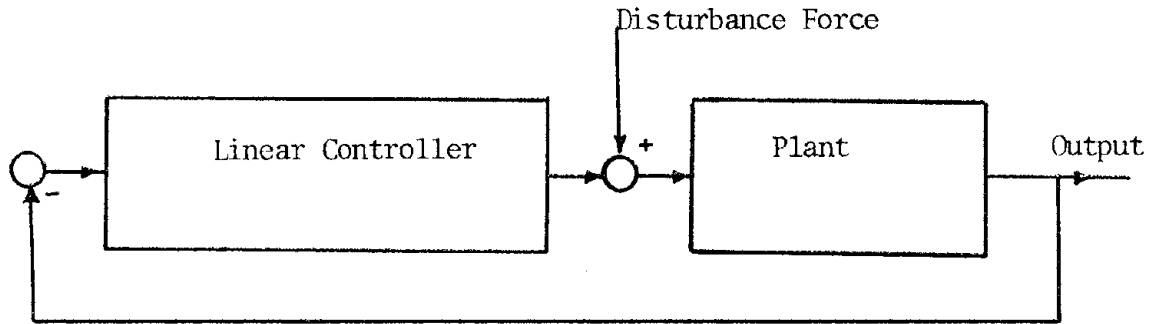 Disturbance Force
Linear Controller
+
Plant
Output
-